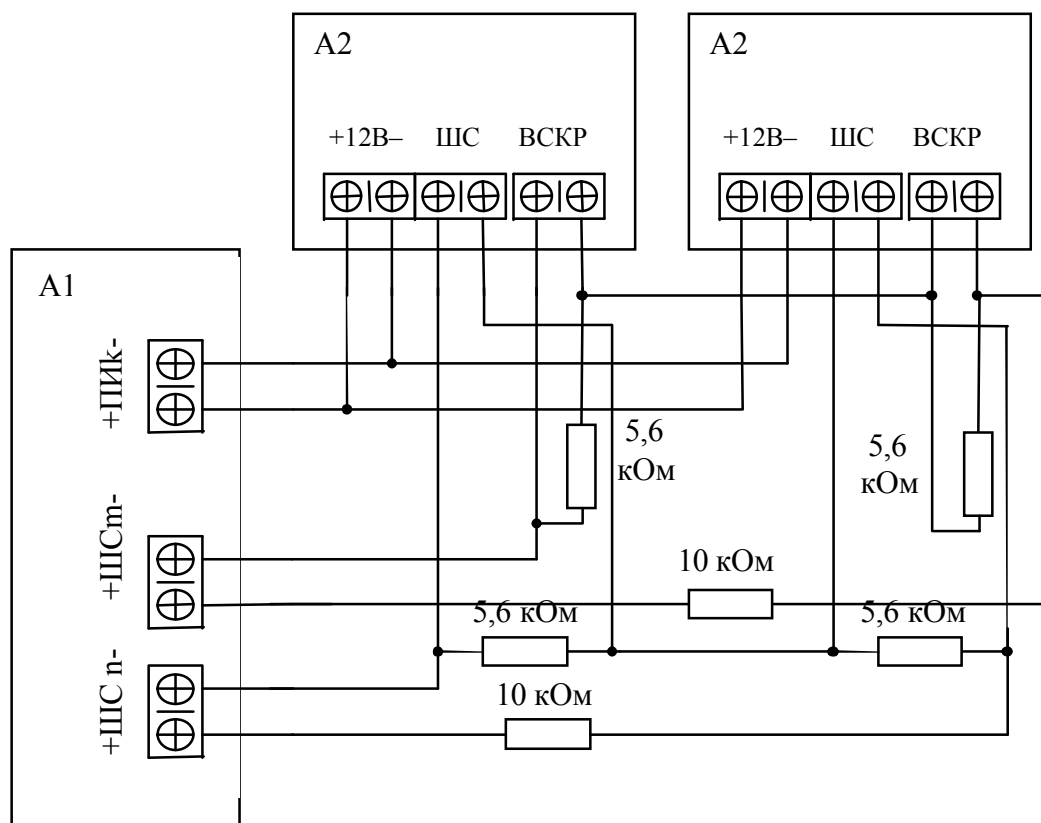 А2
+12В– ШС ВСКР
А2
+12В– ШС ВСКР
А1
+ПИk-
+ШСm-
+ШС n-
5,6
кОм
5,6
кОм
10 кОм
5,6 кОм
5,6 кОм
10 кОм